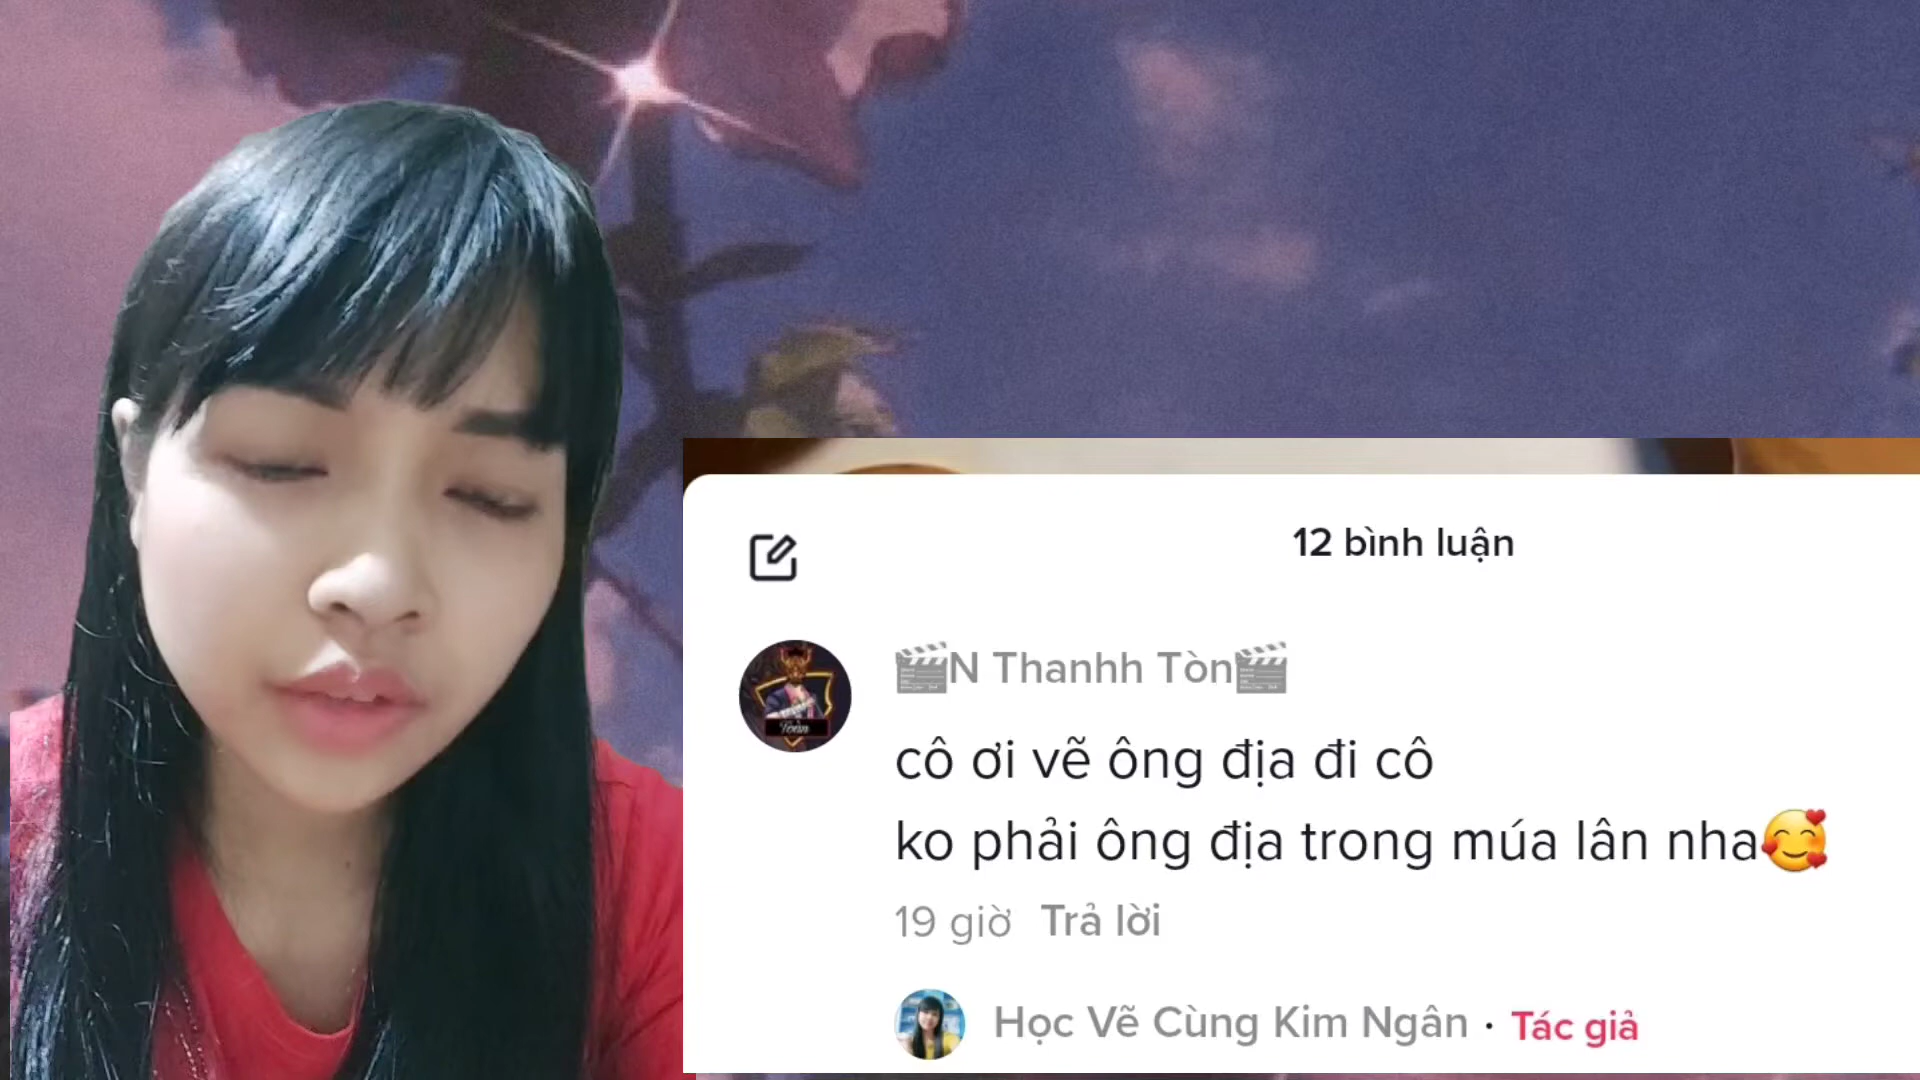 12 bình luận
🎬N Thanhh Tòn🎬
cô ơi vẽ ông địa đi cô
ko phải ông địa trong múa lân nha🥰
19 giờ Trả lời
Học Vẽ Cùng Kim Ngân · Tác giả